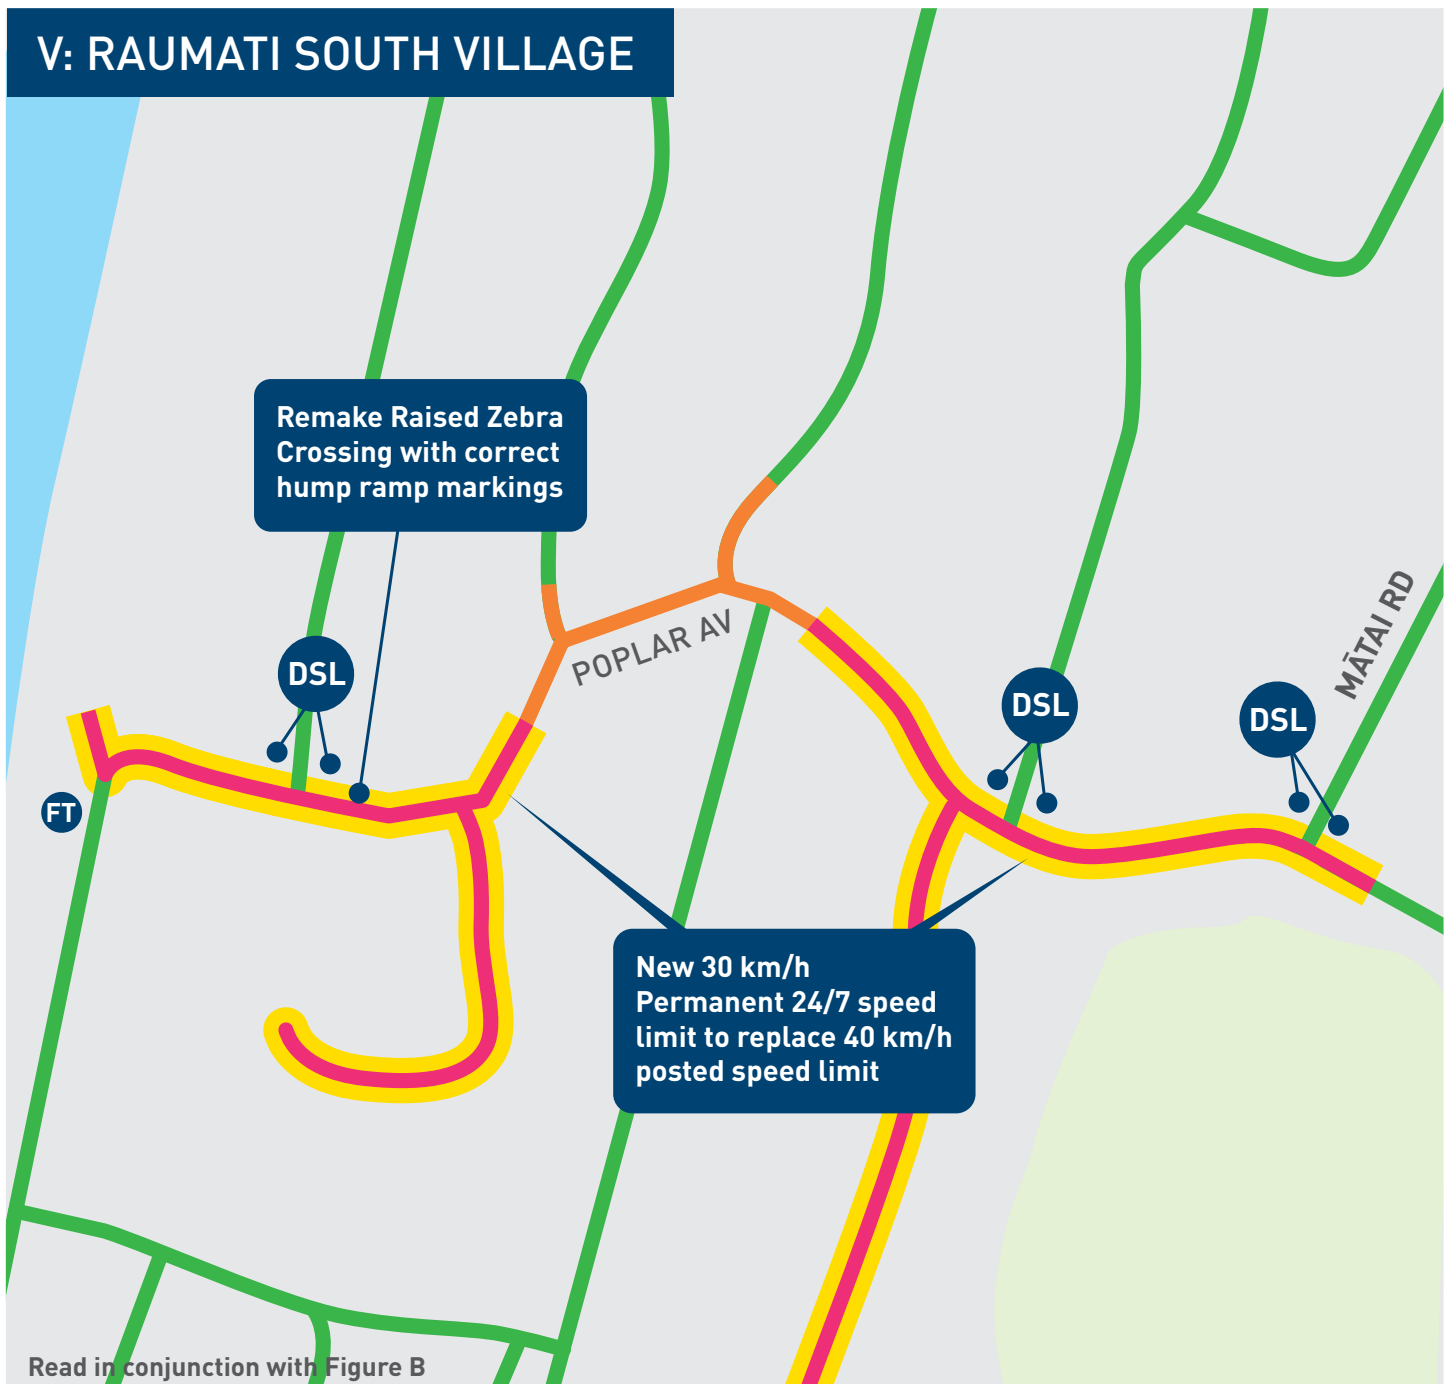 V: RAUMATI SOUTH VILLAGE
Remake Raised Zebra
Crossing with correct
hump ramp markings
POPLAR AV
MĀTAI RD
DSL
DSL
DSL
FT
New 30 km/h
Permanent 24/7 speed
limit to replace 40 km/h
posted speed limit
Read in conjunction with Figure B